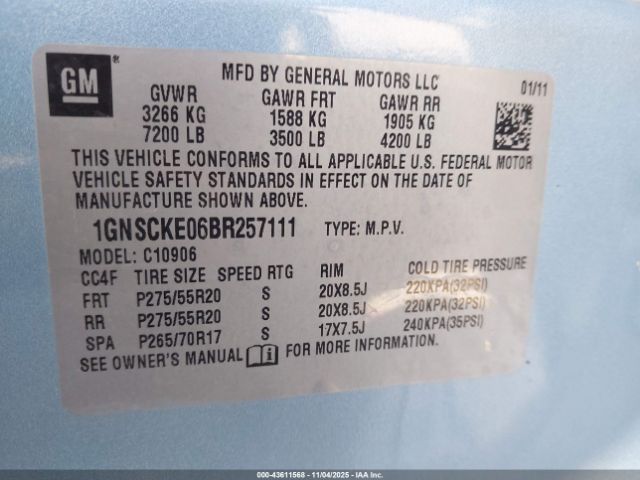 GM ®
MFD BY GENERAL MOTORS LLC
01/11
GVWR GAWR FRT GAWR RR
3266 KG 1588 KG 1905 KG
7200 LB 3500 LB 4200 LB
THIS VEHICLE CONFORMS TO ALL APPLICABLE U.S. FEDERAL MOTOR
VEHICLE SAFETY STANDARDS IN EFFECT ON THE DATE OF
MANUFACTURE SHOWN ABOVE.
1GNSCKE06BR257111 TYPE: M.P.V.
MODEL: C10906
CC4F TIRE SIZE SPEED RTG RIM COLD TIRE PRESSURE
FRT P275/55R20 S 20X8.5J 220KPA(32PSI)
RR P275/55R20 S 20X8.5J 220KPA(32PSI)
SPA P265/70R17 S 17X7.5J 240KPA(35PSI)
SEE OWNER'S MANUAL i FOR MORE INFORMATION.
000-43611568 - 11/04/2025 - IAAI.COM